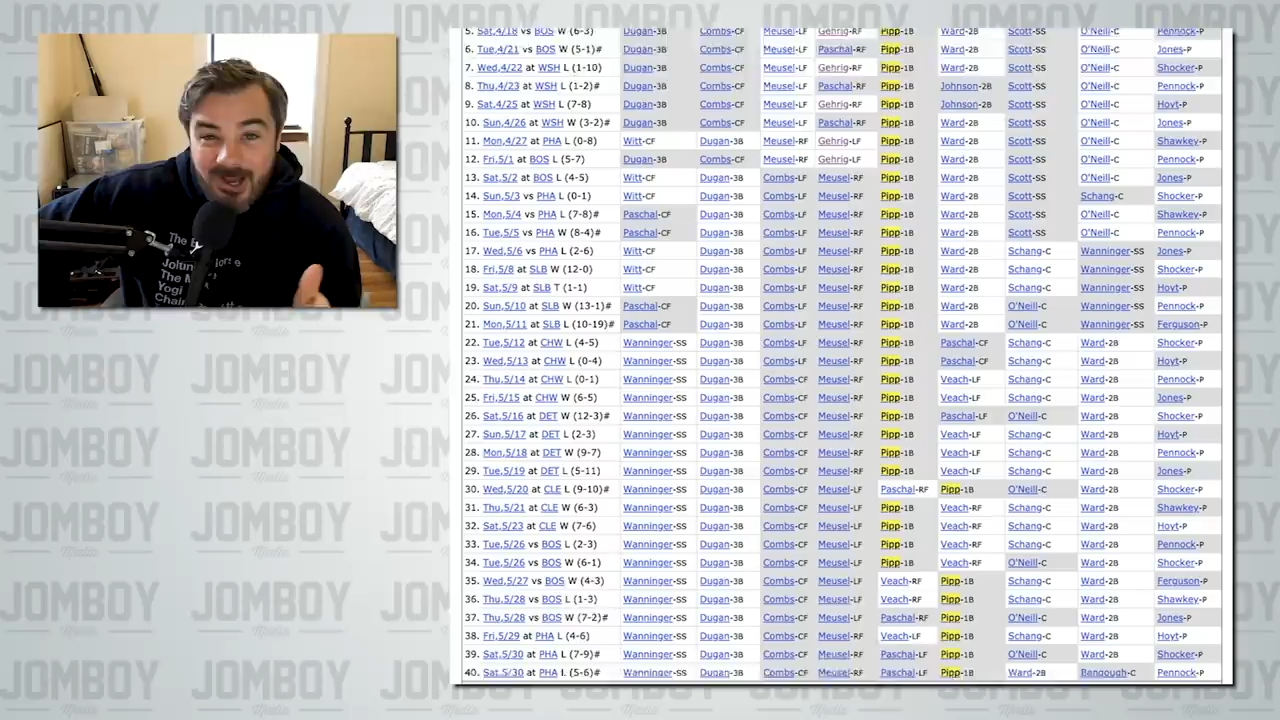 JOMBOY
Media
The B
Joltin
orse
The M
Yogi
Chair
5. Sat,4/18 vs BOS W (6-3) Dugan-3B Combs-CF Meusel-LF Gehrig-RF Pipp-1B Ward-2B Scott-SS O'Neill-C Pennock-P
6. Tue,4/21 vs BOS W (5-1)# Dugan-3B Combs-CF Meusel-LF Paschal-RF Pipp-1B Ward-2B Scott-SS O'Neill-C Jones-P
7. Wed,4/22 vs WSH L (1-10) Dugan-3B Combs-CF Meusel-LF Gehrig-RF Pipp-1B Ward-2B Scott-SS O'Neill-C Shocker-P
8. Thu,4/23 at WSH L (1-2)# Dugan-3B Combs-CF Meusel-LF Paschal-RF Pipp-1B Johnson-2B Scott-SS O'Neill-C Pennock-P
9. Sat,4/25 at WSH L (7-8) Dugan-3B Combs-CF Meusel-LF Gehrig-RF Pipp-1B Johnson-2B Scott-SS O'Neill-C Hoyt-P
10. Sun,4/26 at WSH W (3-2)# Dugan-3B Combs-CF Meusel-LF Paschal-RF Pipp-1B Ward-2B Scott-SS O'Neill-C Jones-P
11. Mon,4/27 at PHA L (0-8) Witt-CF Dugan-3B Meusel-RF Gehrig-LF Pipp-1B Ward-2B Scott-SS O'Neill-C Shawkey-P
12. Fri,5/1 at BOS L (5-7) Dugan-3B Combs-CF Meusel-RF Gehrig-LF Pipp-1B Ward-2B Scott-SS O'Neill-C Pennock-P
13. Sat,5/2 at BOS L (4-5) Witt-CF Dugan-3B Combs-LF Meusel-RF Pipp-1B Ward-2B Scott-SS O'Neill-C Jones-P
14. Sun,5/3 vs PHA L (0-1) Witt-CF Dugan-3B Combs-LF Meusel-RF Pipp-1B Ward-2B Scott-SS Schang-C Shocker-P
15. Mon,5/4 vs PHA L (7-8)# Paschal-CF Dugan-3B Combs-LF Meusel-RF Pipp-1B Ward-2B Scott-SS O'Neill-C Shawkey-P
16. Tue,5/5 vs PHA W (8-4)# Paschal-CF Dugan-3B Combs-LF Meusel-RF Pipp-1B Ward-2B Scott-SS O'Neill-C Pennock-P
17. Wed,5/6 vs PHA L (2-6) Witt-CF Dugan-3B Combs-LF Meusel-RF Pipp-1B Ward-2B Schang-C Wanninger-SS Jones-P
18. Fri,5/8 at SLB W (12-0) Witt-CF Dugan-3B Combs-LF Meusel-RF Pipp-1B Ward-2B Schang-C Wanninger-SS Shocker-P
19. Sat,5/9 at SLB T (1-1) Witt-CF Dugan-3B Combs-LF Meusel-RF Pipp-1B Ward-2B Schang-C Wanninger-SS Hoyt-P
20. Sun,5/10 at SLB W (13-1)# Paschal-CF Dugan-3B Combs-LF Meusel-RF Pipp-1B Ward-2B O'Neill-C Wanninger-SS Pennock-P
21. Mon,5/11 at SLB L (10-19)# Paschal-CF Dugan-3B Combs-LF Meusel-RF Pipp-1B Ward-2B O'Neill-C Wanninger-SS Ferguson-P
22. Tue,5/12 at CHW L (4-5) Wanninger-SS Dugan-3B Combs-LF Meusel-RF Pipp-1B Paschal-CF Schang-C Ward-2B Shocker-P
23. Wed,5/13 at CHW L (0-4) Wanninger-SS Dugan-3B Combs-LF Meusel-RF Pipp-1B Paschal-CF Schang-C Ward-2B Hoyt-P
24. Thu,5/14 at CHW L (0-1) Wanninger-SS Dugan-3B Combs-CF Meusel-RF Pipp-1B Veach-LF Schang-C Ward-2B Pennock-P
25. Fri,5/15 at CHW W (6-5) Wanninger-SS Dugan-3B Combs-CF Meusel-RF Pipp-1B Veach-LF Schang-C Ward-2B Jones-P
26. Sat,5/16 at DET W (12-3)# Wanninger-SS Dugan-3B Combs-CF Meusel-RF Pipp-1B Paschal-LF O'Neill-C Ward-2B Shocker-P
27. Sun,5/17 at DET L (2-3) Wanninger-SS Dugan-3B Combs-CF Meusel-RF Pipp-1B Veach-LF Schang-C Ward-2B Hoyt-P
28. Mon,5/18 at DET W (9-7) Wanninger-SS Dugan-3B Combs-CF Meusel-RF Pipp-1B Veach-LF Schang-C Ward-2B Pennock-P
29. Tue,5/19 at DET L (5-11) Wanninger-SS Dugan-3B Combs-CF Meusel-RF Pipp-1B Veach-LF Schang-C Ward-2B Jones-P
30. Wed,5/20 at CLE L (9-10)# Wanninger-SS Dugan-3B Combs-CF Meusel-LF Paschal-RF Pipp-1B O'Neill-C Ward-2B Shocker-P
31. Thu,5/21 at CLE W (6-3) Wanninger-SS Dugan-3B Combs-CF Meusel-LF Pipp-1B Veach-RF Schang-C Ward-2B Shawkey-P
32. Sat,5/23 at CLE W (7-6) Wanninger-SS Dugan-3B Combs-CF Meusel-LF Pipp-1B Veach-RF Schang-C Ward-2B Hoyt-P
33. Tue,5/26 vs BOS L (2-3) Wanninger-SS Dugan-3B Combs-CF Meusel-LF Pipp-1B Veach-RF Schang-C Ward-2B Pennock-P
34. Tue,5/26 vs BOS W (6-1) Wanninger-SS Dugan-3B Combs-CF Meusel-LF Pipp-1B Veach-RF O'Neill-C Ward-2B Shocker-P
35. Wed,5/27 vs BOS W (4-3) Wanninger-SS Dugan-3B Combs-CF Meusel-LF Veach-RF Pipp-1B Schang-C Ward-2B Ferguson-P
36. Thu,5/28 vs BOS L (1-3) Wanninger-SS Dugan-3B Combs-CF Meusel-LF Veach-RF Pipp-1B Schang-C Ward-2B Shawkey-P
37. Thu,5/28 vs BOS W (7-2)# Wanninger-SS Dugan-3B Combs-CF Meusel-LF Paschal-RF Pipp-1B O'Neill-C Ward-2B Jones-P
38. Fri,5/29 at PHA L (4-6) Wanninger-SS Dugan-3B Combs-CF Meusel-RF Veach-LF Pipp-1B Schang-C Ward-2B Hoyt-P
39. Sat,5/30 at PHA L (7-9)# Wanninger-SS Dugan-3B Combs-CF Meusel-RF Paschal-LF Pipp-1B O'Neill-C Ward-2B Shocker-P
40. Sat,5/30 at PHA L (5-6)# Wanninger-SS Dugan-3B Combs-CF Meusel-RF Paschal-LF Pipp-1B Ward-2B Bengough-C Pennock-P